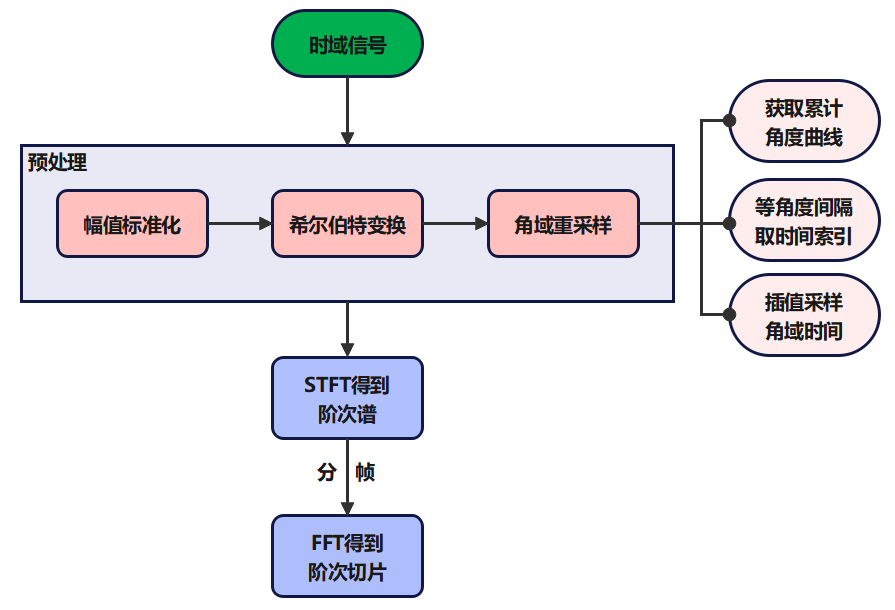 时域信号
预处理
幅值标准化
希尔伯特变换
角域重采样
获取累计
角度曲线
等角度间隔
取时间索引
插值采样
角域时间
STFT得到
阶次谱
分 帧
FFT得到
阶次切片